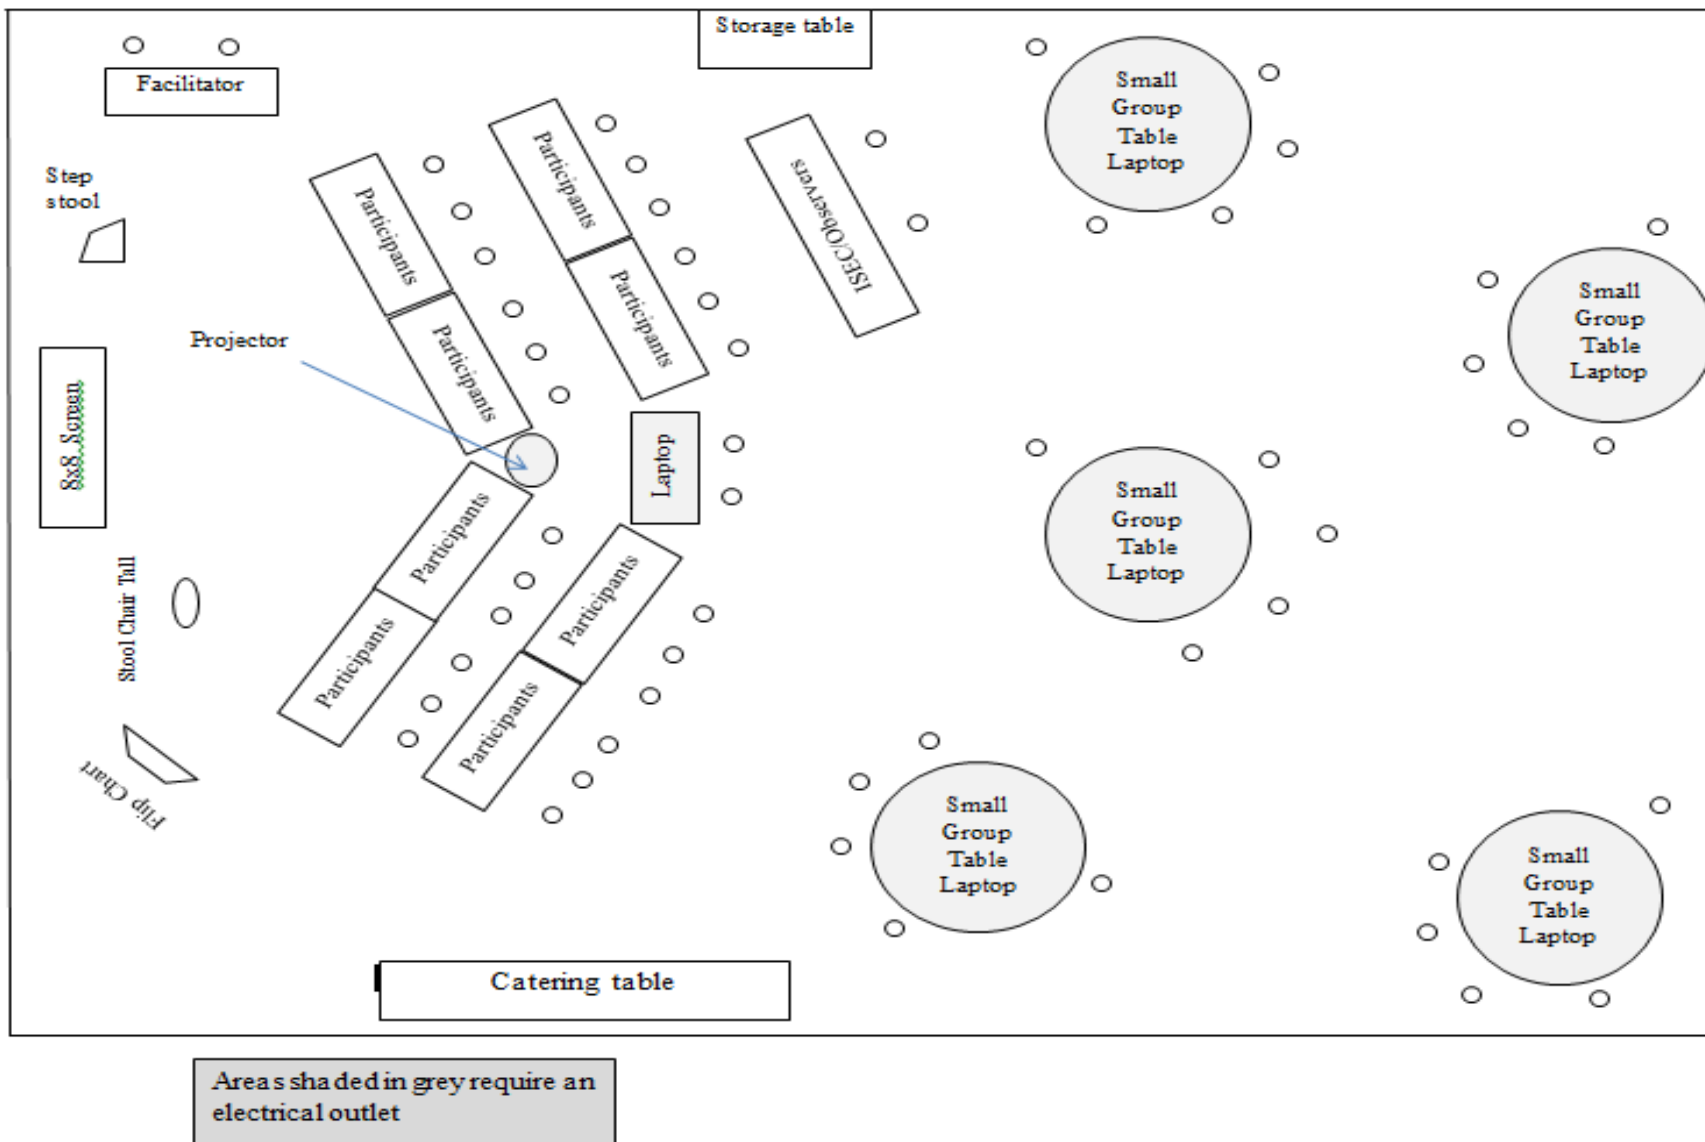 Storage table
Facilitator
Step
stool
Participants
Participants
Participants
Participants
ISEC/Observers
Small
Group
Table
Laptop
Small
Group
Table
Laptop
Projector
8x8 Screen
Laptop
Participants
Participants
Participants
Participants
Small
Group
Table
Laptop
Stool Chair Tall
Flip Chart
Small
Group
Table
Laptop
Small
Group
Table
Laptop
Catering table
Areas shaded in grey require an
electrical outlet